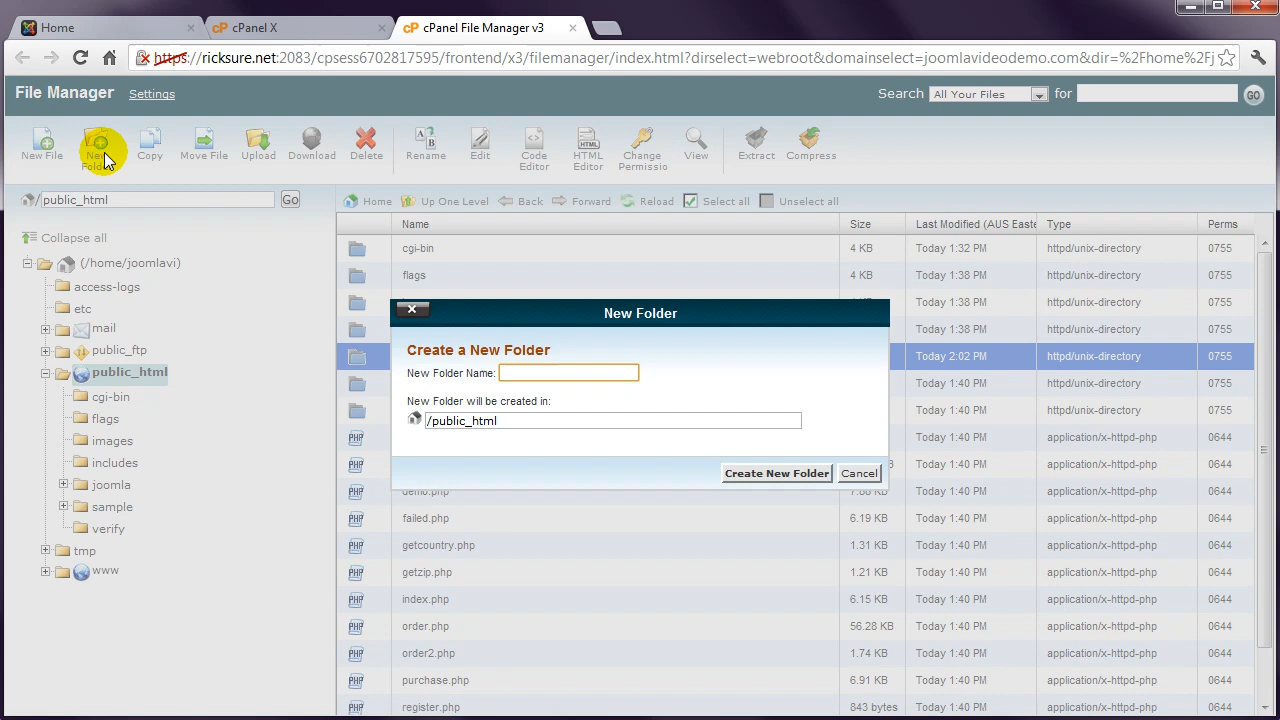 Home
cPanel X
cPanel File Manager v3
https://ricksure.net:2083/cpsess6702817595/frontend/x3/filemanager/index.html?dirselect=webroot&domainselect=joomlavideodemo.com&dir=%2Fhome%2Fj
File Manager Settings Search All Your Files for GO
New File New Folder Copy Move File Upload Download Delete Rename Edit Code Editor HTML Editor Change Permissio View Extract Compress
/public_html Go
Home Up One Level Back Forward Reload Select all Unselect all
Collapse all
(/home/joomlavi)
access-logs
etc
mail
public_ftp
public_html
cgi-bin
flags
images
includes
joomla
sample
verify
tmp
www
Name Size Last Modified (AUS Easte Type Perms
cgi-bin 4 KB Today 1:32 PM httpd/unix-directory 0755
flags 4 KB Today 1:38 PM httpd/unix-directory 0755
Today 1:38 PM httpd/unix-directory 0755
Today 1:38 PM httpd/unix-directory 0755
Today 2:02 PM httpd/unix-directory 0755
Today 1:40 PM httpd/unix-directory 0755
Today 1:40 PM httpd/unix-directory 0755
PHP Today 1:40 PM application/x-httpd-php 0644
PHP Today 1:40 PM application/x-httpd-php 0644
PHP demo.php 7.88 KB Today 1:40 PM application/x-httpd-php 0644
PHP failed.php 6.19 KB Today 1:40 PM application/x-httpd-php 0644
PHP getcountry.php 1.31 KB Today 1:40 PM application/x-httpd-php 0644
PHP getzip.php 1.21 KB Today 1:40 PM application/x-httpd-php 0644
PHP index.php 6.15 KB Today 1:40 PM application/x-httpd-php 0644
PHP order.php 56.28 KB Today 1:40 PM application/x-httpd-php 0644
PHP order2.php 1.74 KB Today 1:40 PM application/x-httpd-php 0644
PHP purchase.php 6.91 KB Today 1:40 PM application/x-httpd-php 0644
PHP register.php 843 bytes Today 1:40 PM application/x-httpd-php 0644
New Folder
Create a New Folder
New Folder Name:
New Folder will be created in:
/public_html
Create New Folder Cancel